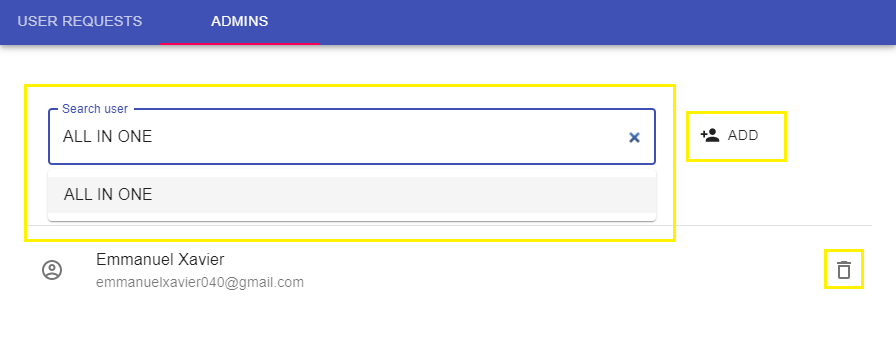 USER REQUESTS
ADMINS
Search user
ALL IN ONE
ADD
ALL IN ONE
Emmanuel Xavier
emmanuelxavier040@gmail.com